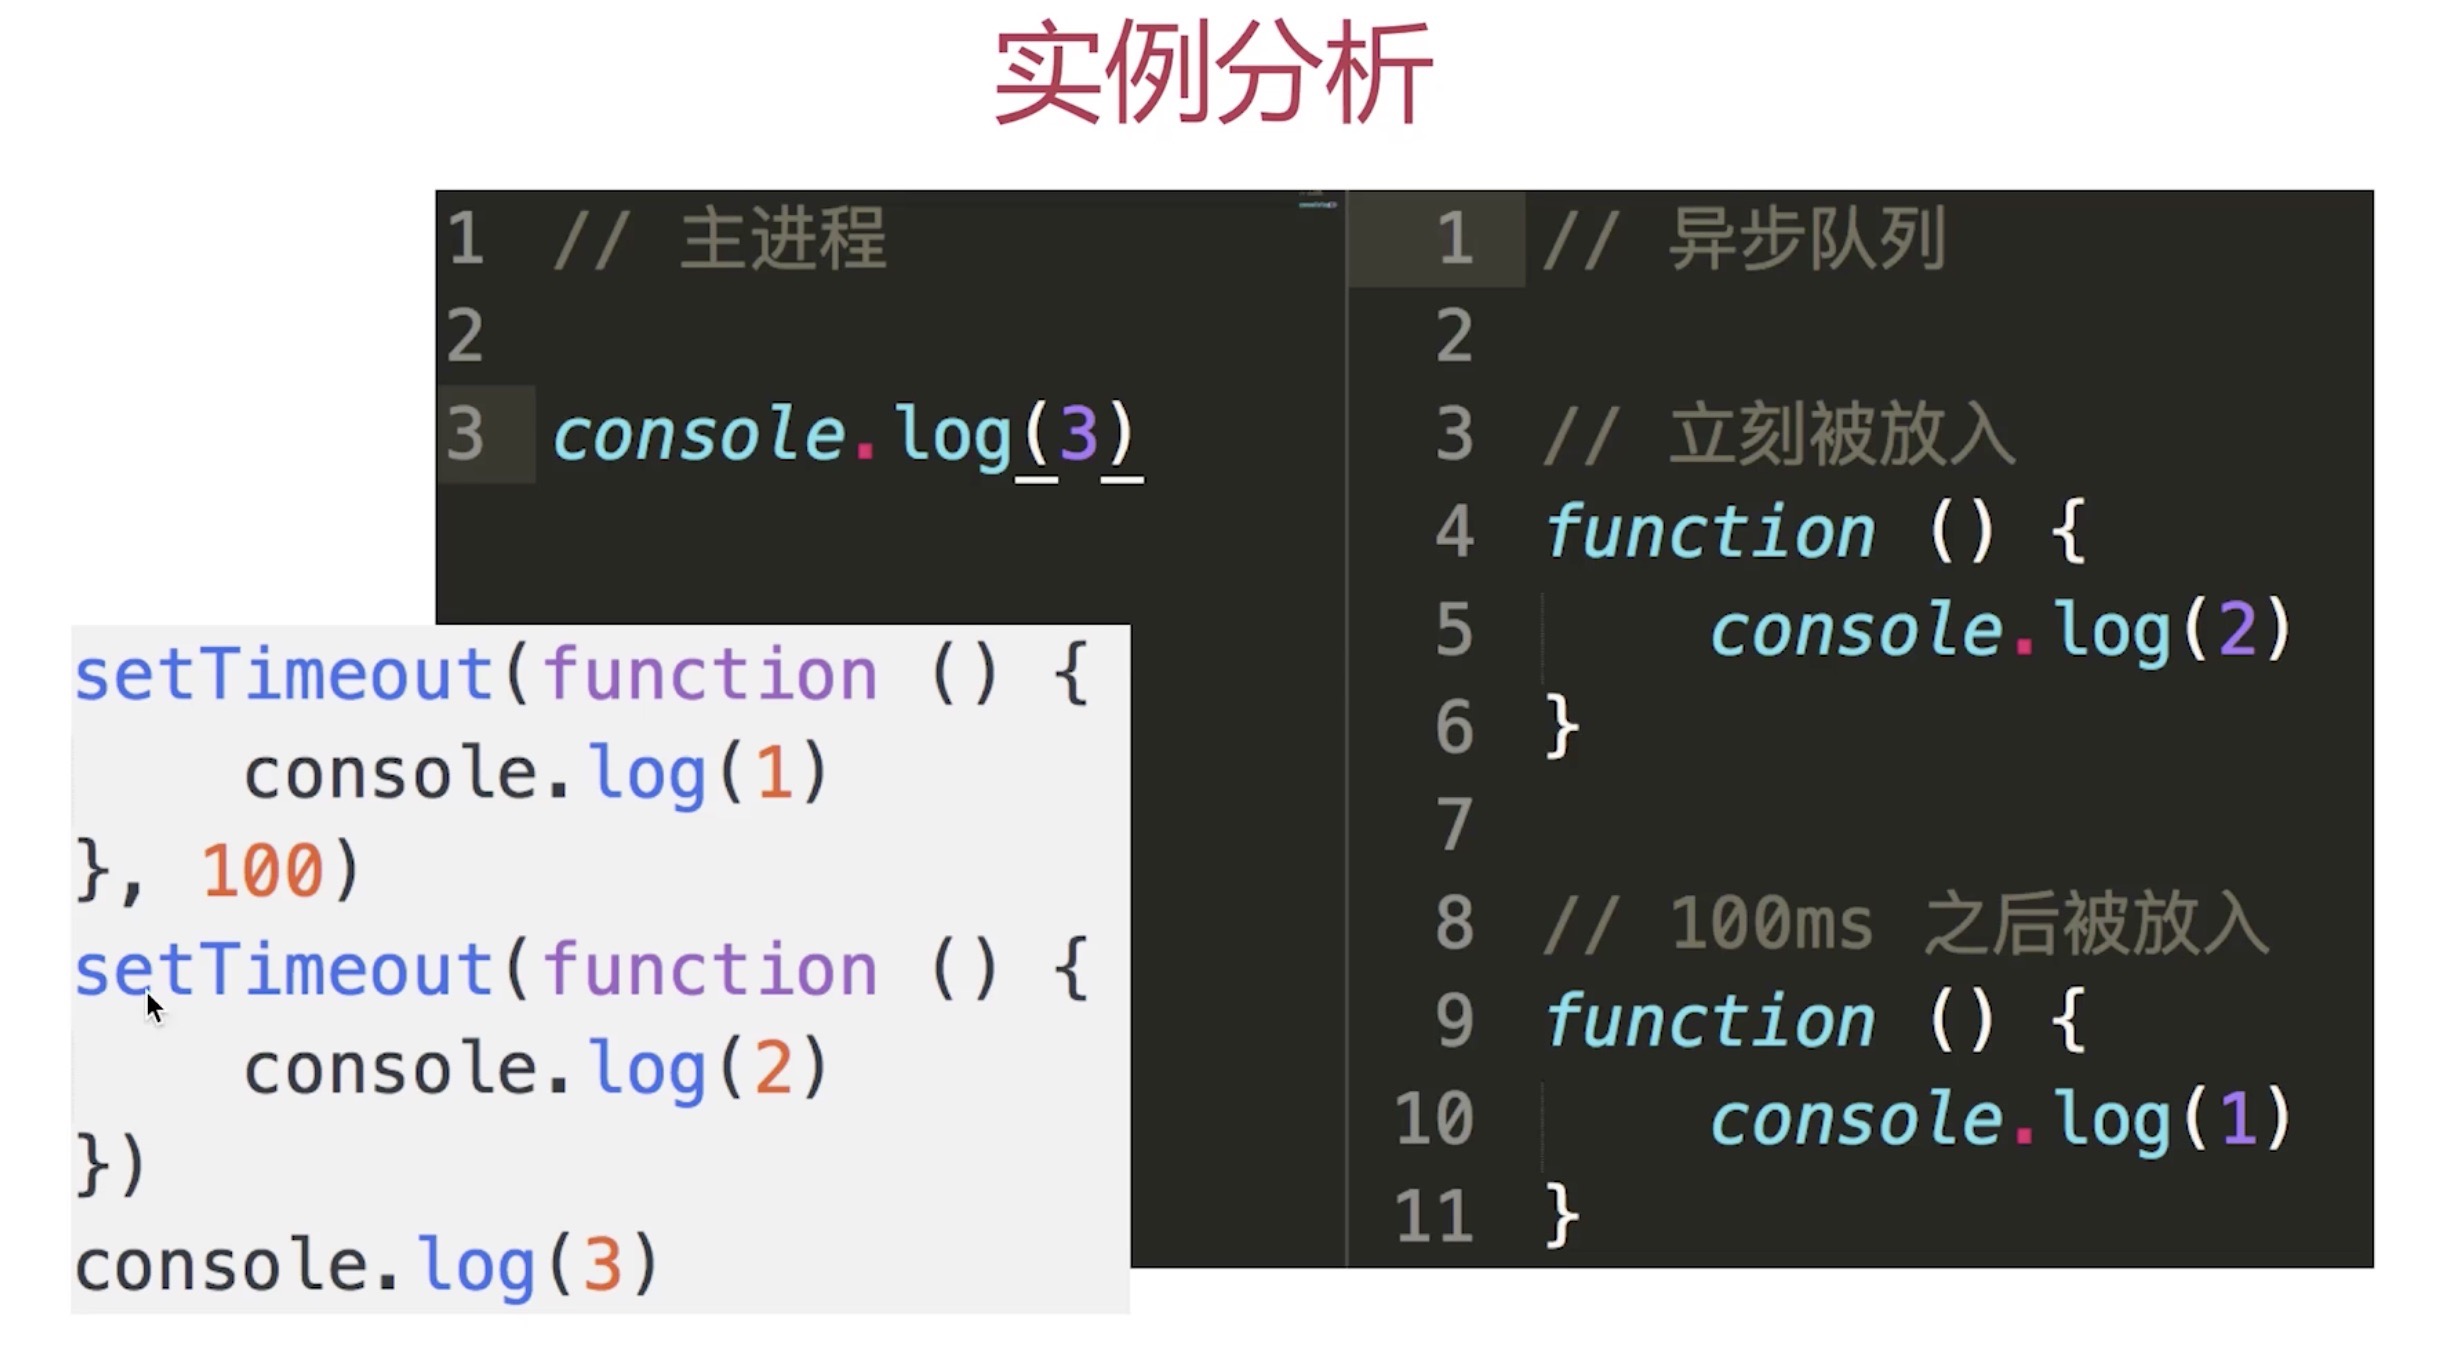 实例分析
1 // 主进程
2
3 console.log(3)
1 // 异步队列
2
3 // 立刻被放入
4 function () {
5     console.log(2)
6 }
7
8 // 100ms 之后被放入
9 function () {
10     console.log(1)
11 }
setTimeout(function () {
    console.log(1)
}, 100)
setTimeout(function () {
    console.log(2)
})
console.log(3)